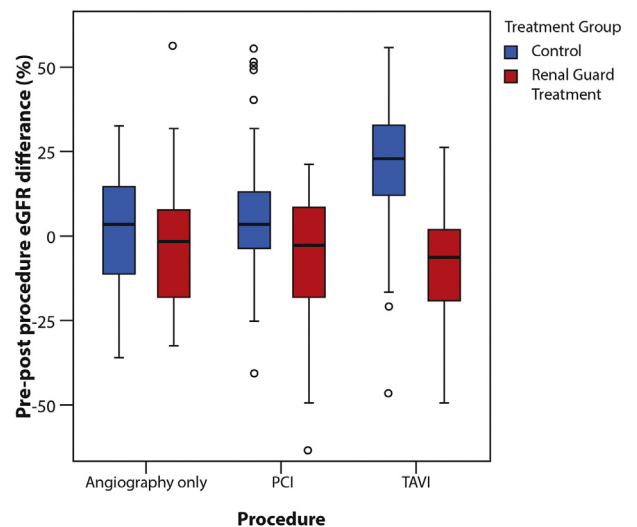 Treatment Group
Control
Renal Guard
Treatment
Pre-post procedure eGFR differance (%)
50
25
0
-25
-50
Angiography only
PCI
TAVI
Procedure